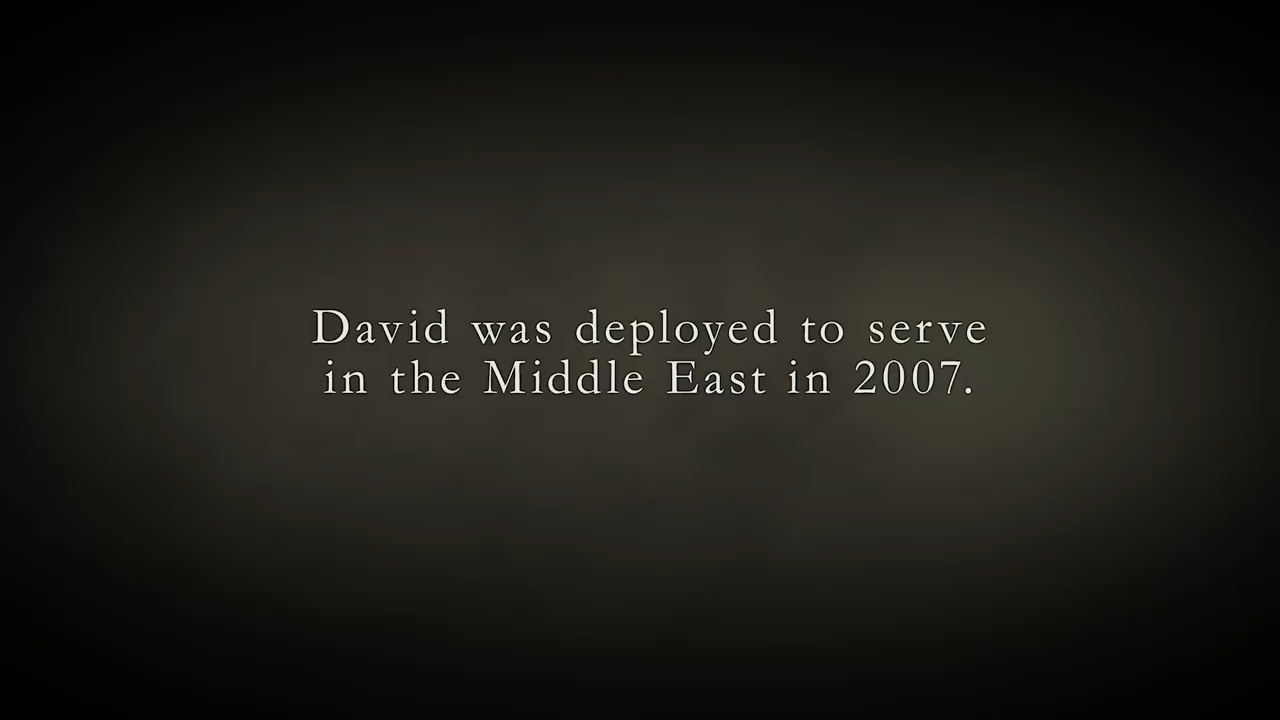 David was deployed to serve
in the Middle East in 2007.